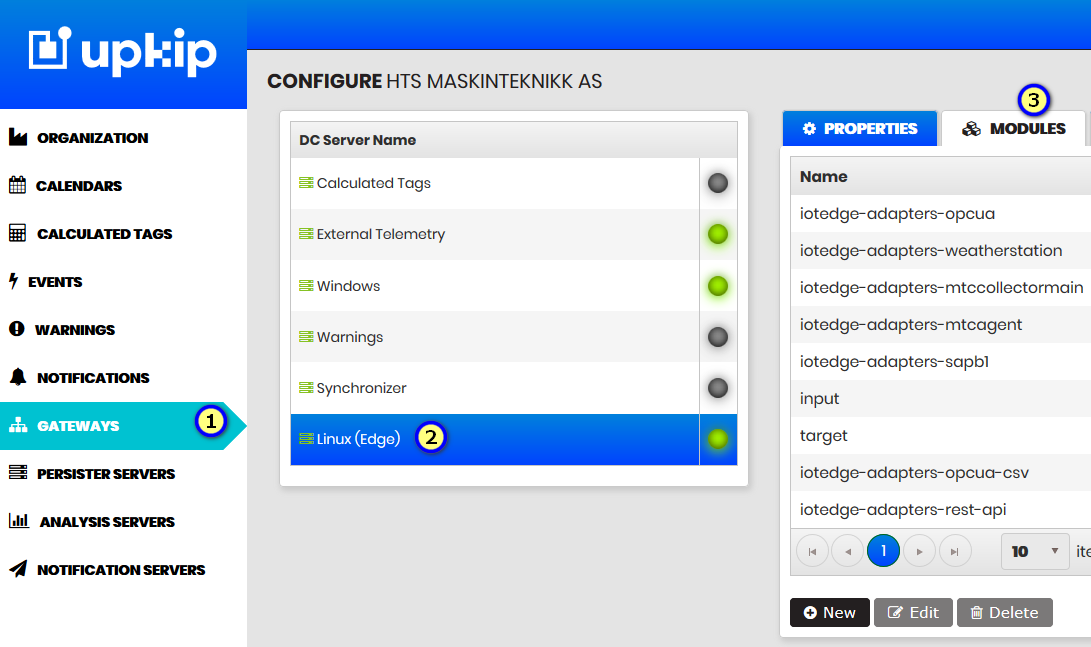 upkip
CONFIGURE HTS MASKINTEKNIKK AS
ORGANIZATION
CALENDARS
CALCULATED TAGS
EVENTS
WARNINGS
NOTIFICATIONS
GATEWAYS
1
PERSISTER SERVERS
ANALYSIS SERVERS
NOTIFICATION SERVERS
DC Server Name
Calculated Tags
External Telemetry
Windows
Warnings
Synchronizer
Linux (Edge)
2
3
PROPERTIES
MODULES
Name
iotedge-adapters-opcua
iotedge-adapters-weatherstation
iotedge-adapters-mtccollectormain
iotedge-adapters-mtcagent
iotedge-adapters-sapb1
input
target
iotedge-adapters-opcua-csv
iotedge-adapters-rest-api
1
10
New
Edit
Delete